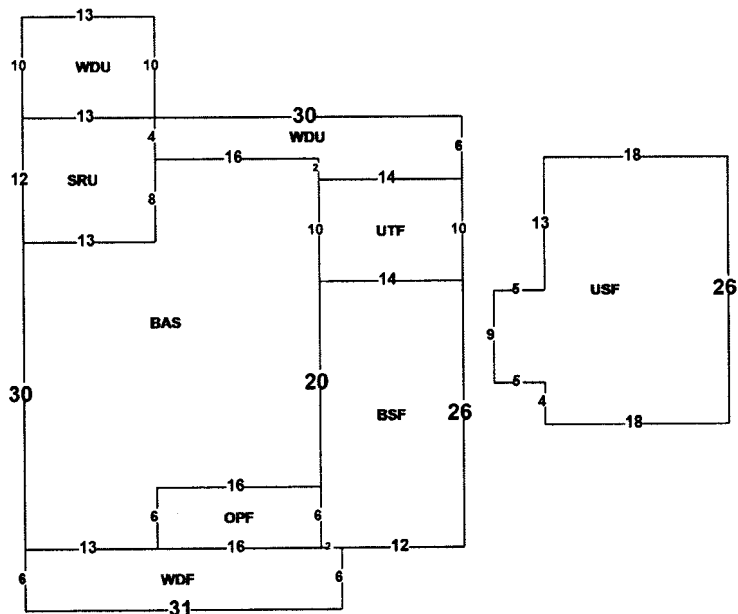 13
10 WDU 10
13 30
WDU
4 6
16 2
12 SRU 14
8
10 UTF 10
13 14
BAS
30 20 BSF 26
16
6 OPF 6
13 16 2 12
6 WDF 6
31
18
13
5 USF 26
9
5 4
18